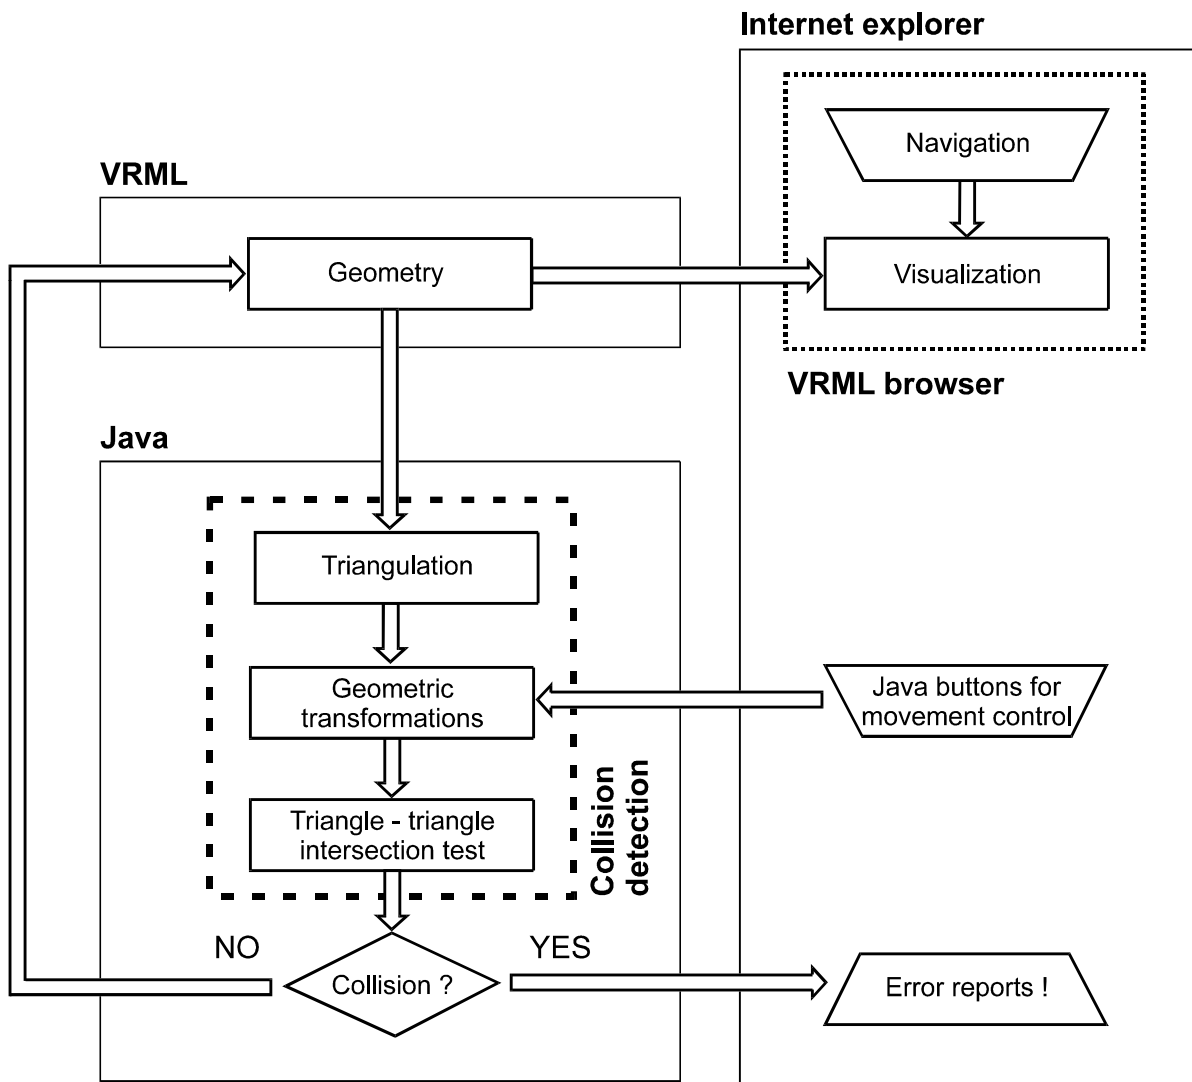 Internet explorer
Navigation
VRML
Geometry
Visualization
VRML browser
Java
Triangulation
Geometric
transformations
Java buttons for
movement control
Triangle - triangle
intersection test
Collision
detection
NO
YES
Collision ?
Error reports !